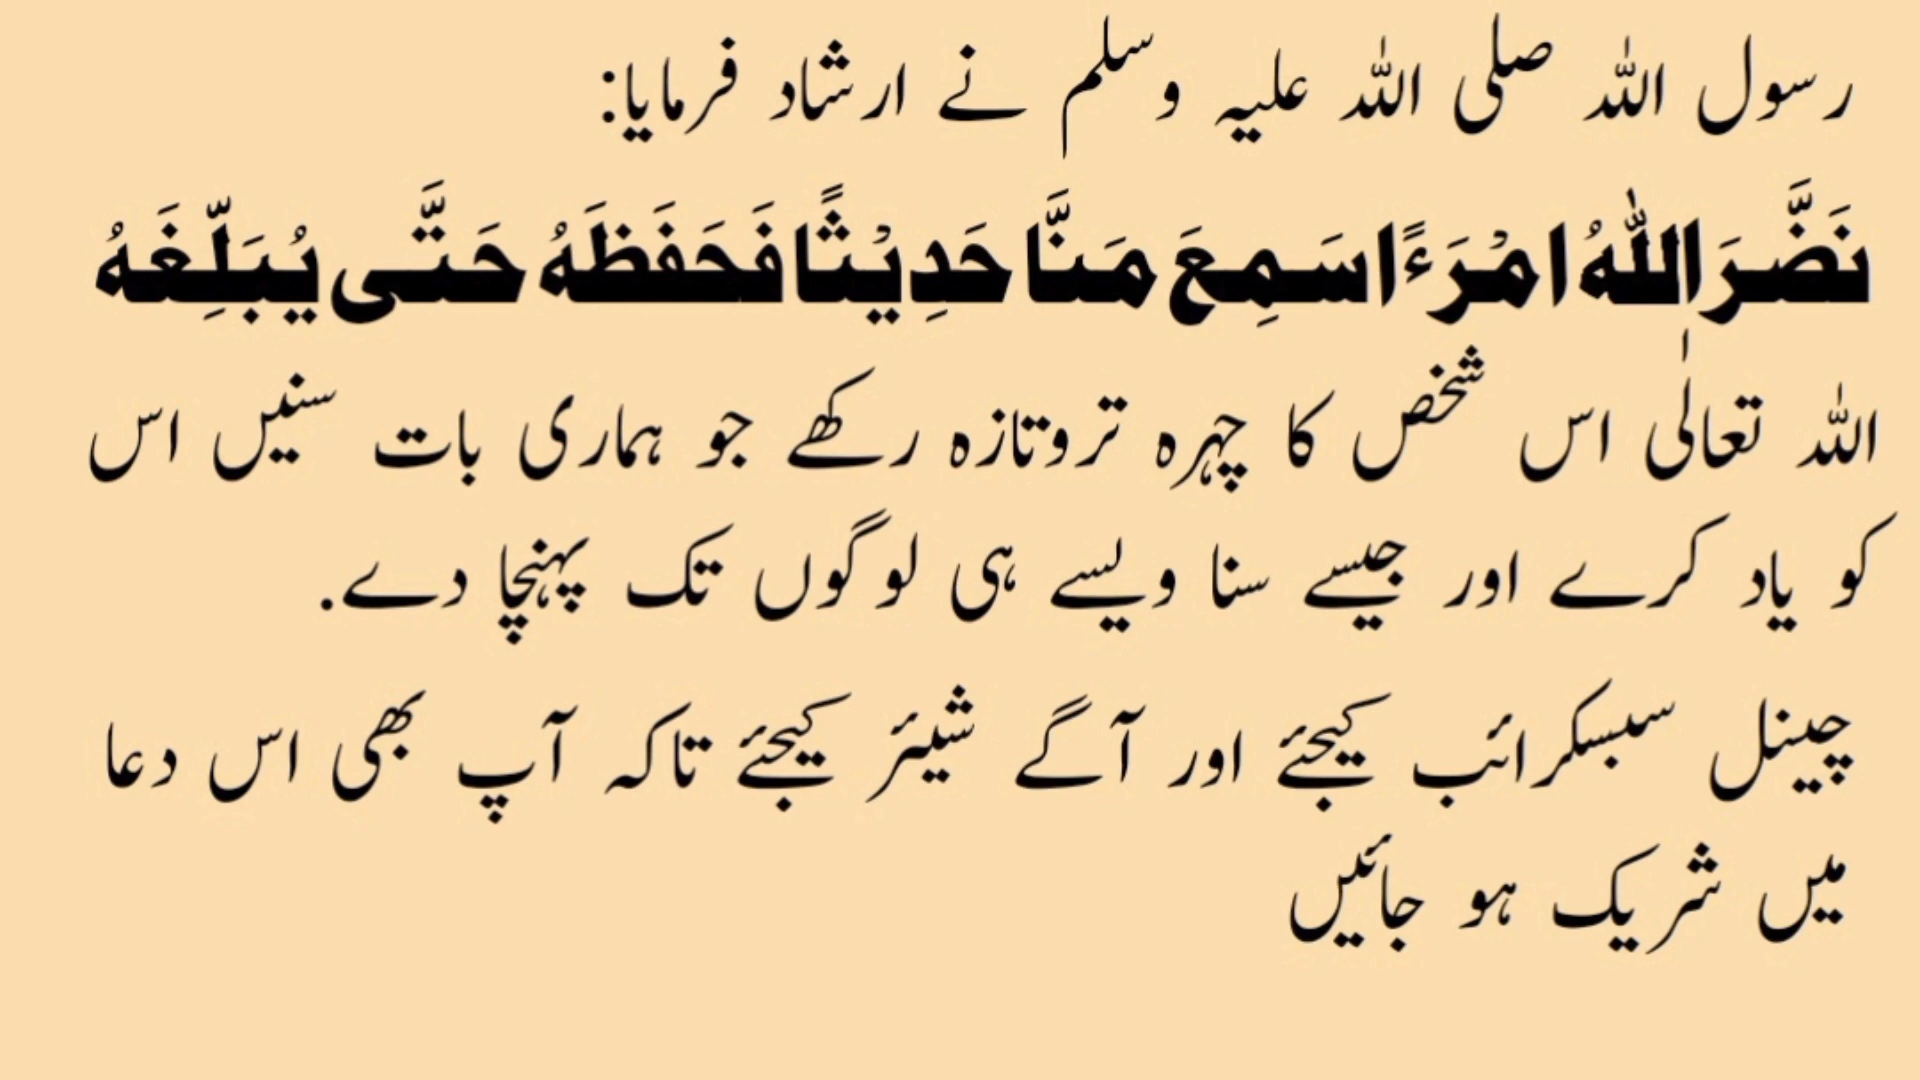 رسول اللہ صلی اللہ علیہ وسلم نے ارشاد فرمایا:
نَضَّرَ اللّٰهُ امْرَءًا سَمِعَ مَنَّا حَدِيْثًا فَحَفَظَهُ حَتَّى يُبَلِّغَهُ
اللہ تعالٰی اس شخص کا چہرہ تروتازہ رکھے جو ہماری بات سنیں اس
کو یاد کرے اور جیسے سنا ویسے ہی لوگوں تک پہنچا دے.
چینل سبسکرائب کیجئے اور آگے شیئر کیجئے تاکہ آپ بھی اس دعا
میں شریک ہو جائیں